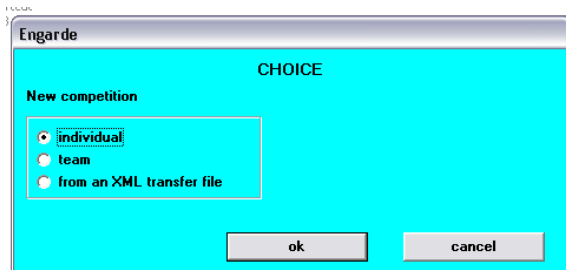 Engarde
CHOICE
New competition
individual
team
from an XML transfer file
ok cancel